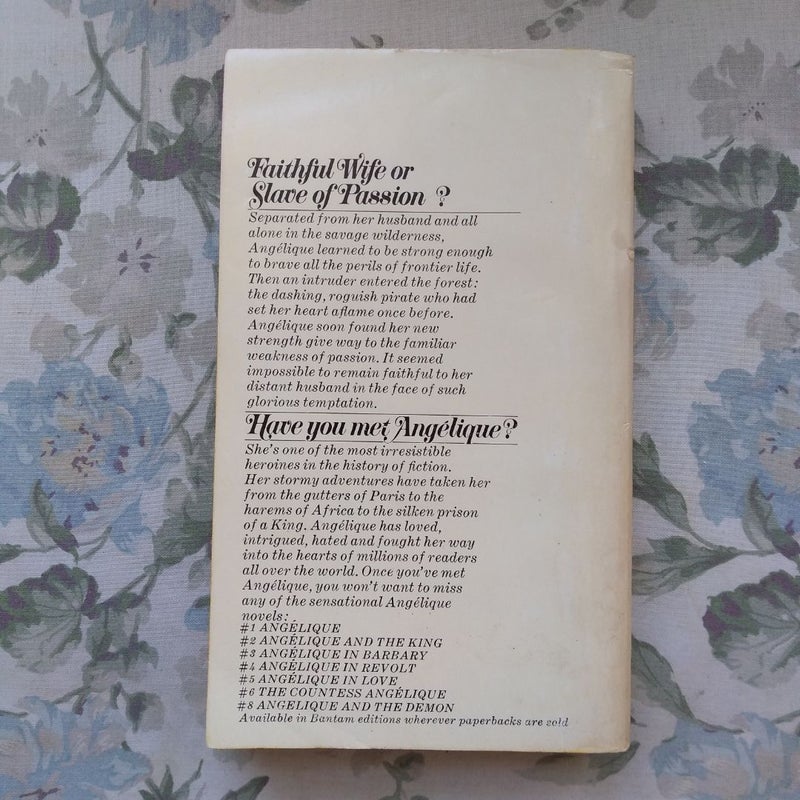 Faithful Wife or
Slave of Passion ?
Separated from her husband and all
alone in the savage wilderness,
Angélique learned to be strong enough
to brave all the perils of frontier life.
Then an intruder entered the forest:
the dashing, roguish pirate who had
set her heart aflame once before.
Angélique soon found her new
strength give way to the familiar
weakness of passion. It seemed
impossible to remain faithful to her
distant husband in the face of such
glorious temptation.
Have you met Angélique?
She's one of the most irresistible
heroines in the history of fiction.
Her stormy adventures have taken her
from the gutters of Paris to the
harems of Africa to the silken prison
of a King. Angélique has loved,
intrigued, hated and fought her way
into the hearts of millions of readers
all over the world. Once you've met
Angélique, you won't want to miss
any of the sensational Angélique
novels:
#1 ANGÉLIQUE
#2 ANGÉLIQUE AND THE KING
#3 ANGÉLIQUE IN BARBARY
#4 ANGÉLIQUE IN REVOLT
#5 ANGÉLIQUE IN LOVE
#6 THE COUNTESS ANGÉLIQUE
#8 ANGELIQUE AND THE DEMON
Available in Bantam editions wherever paperbacks are sold